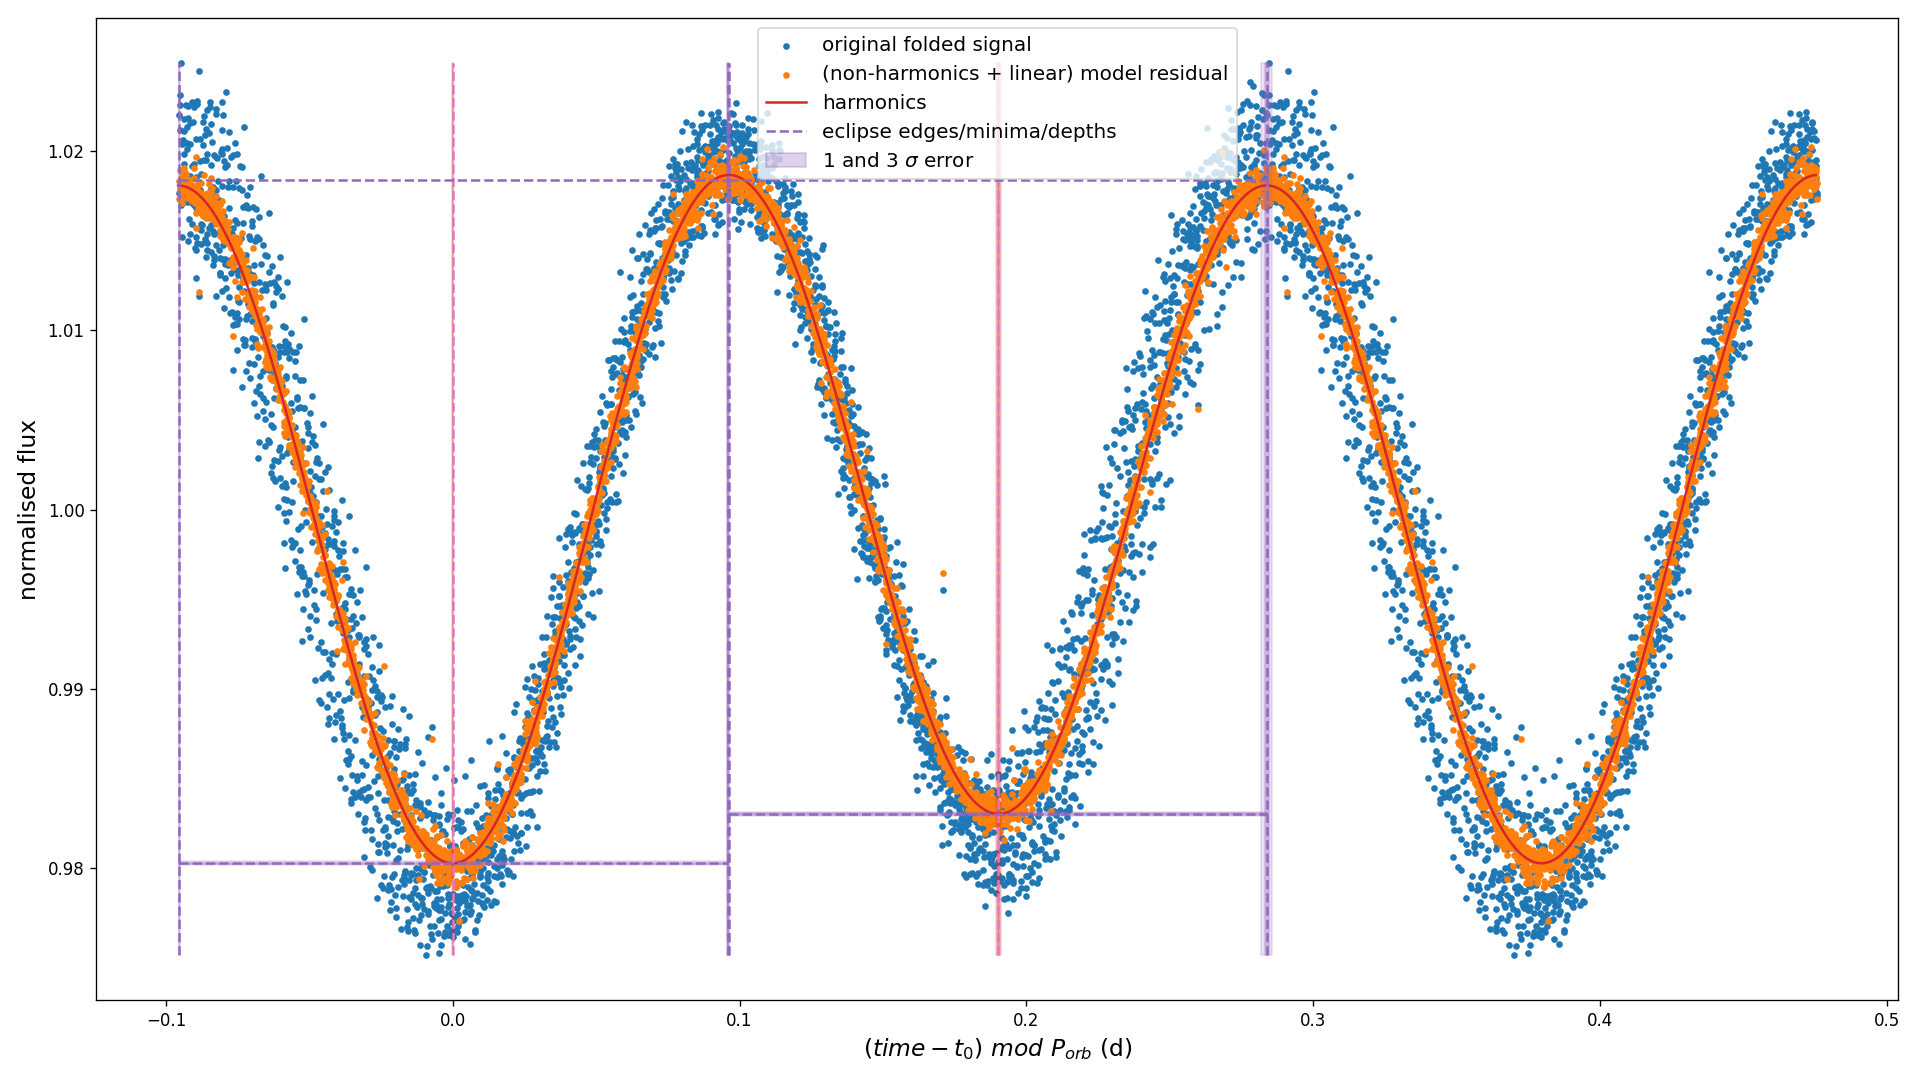 original folded signal
(non-harmonics + linear) model residual
harmonics
eclipse edges/minima/depths
1 and 3 σ error
normalised flux
1.02
1.01
1.00
0.99
0.98
−0.1 0.0 0.1 0.2 0.3 0.4 0.5
(time − t₀) mod P_orb (d)